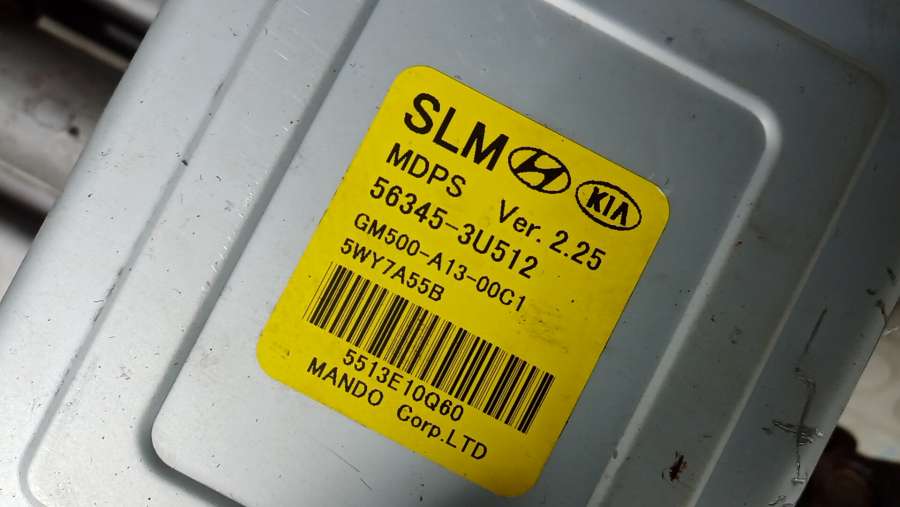 SLM KIA
MDPS Ver. 2.25
56345-3U512
GM500-A13-00C1
5WY7A55B
5513E10Q60
MANDO Corp.LTD